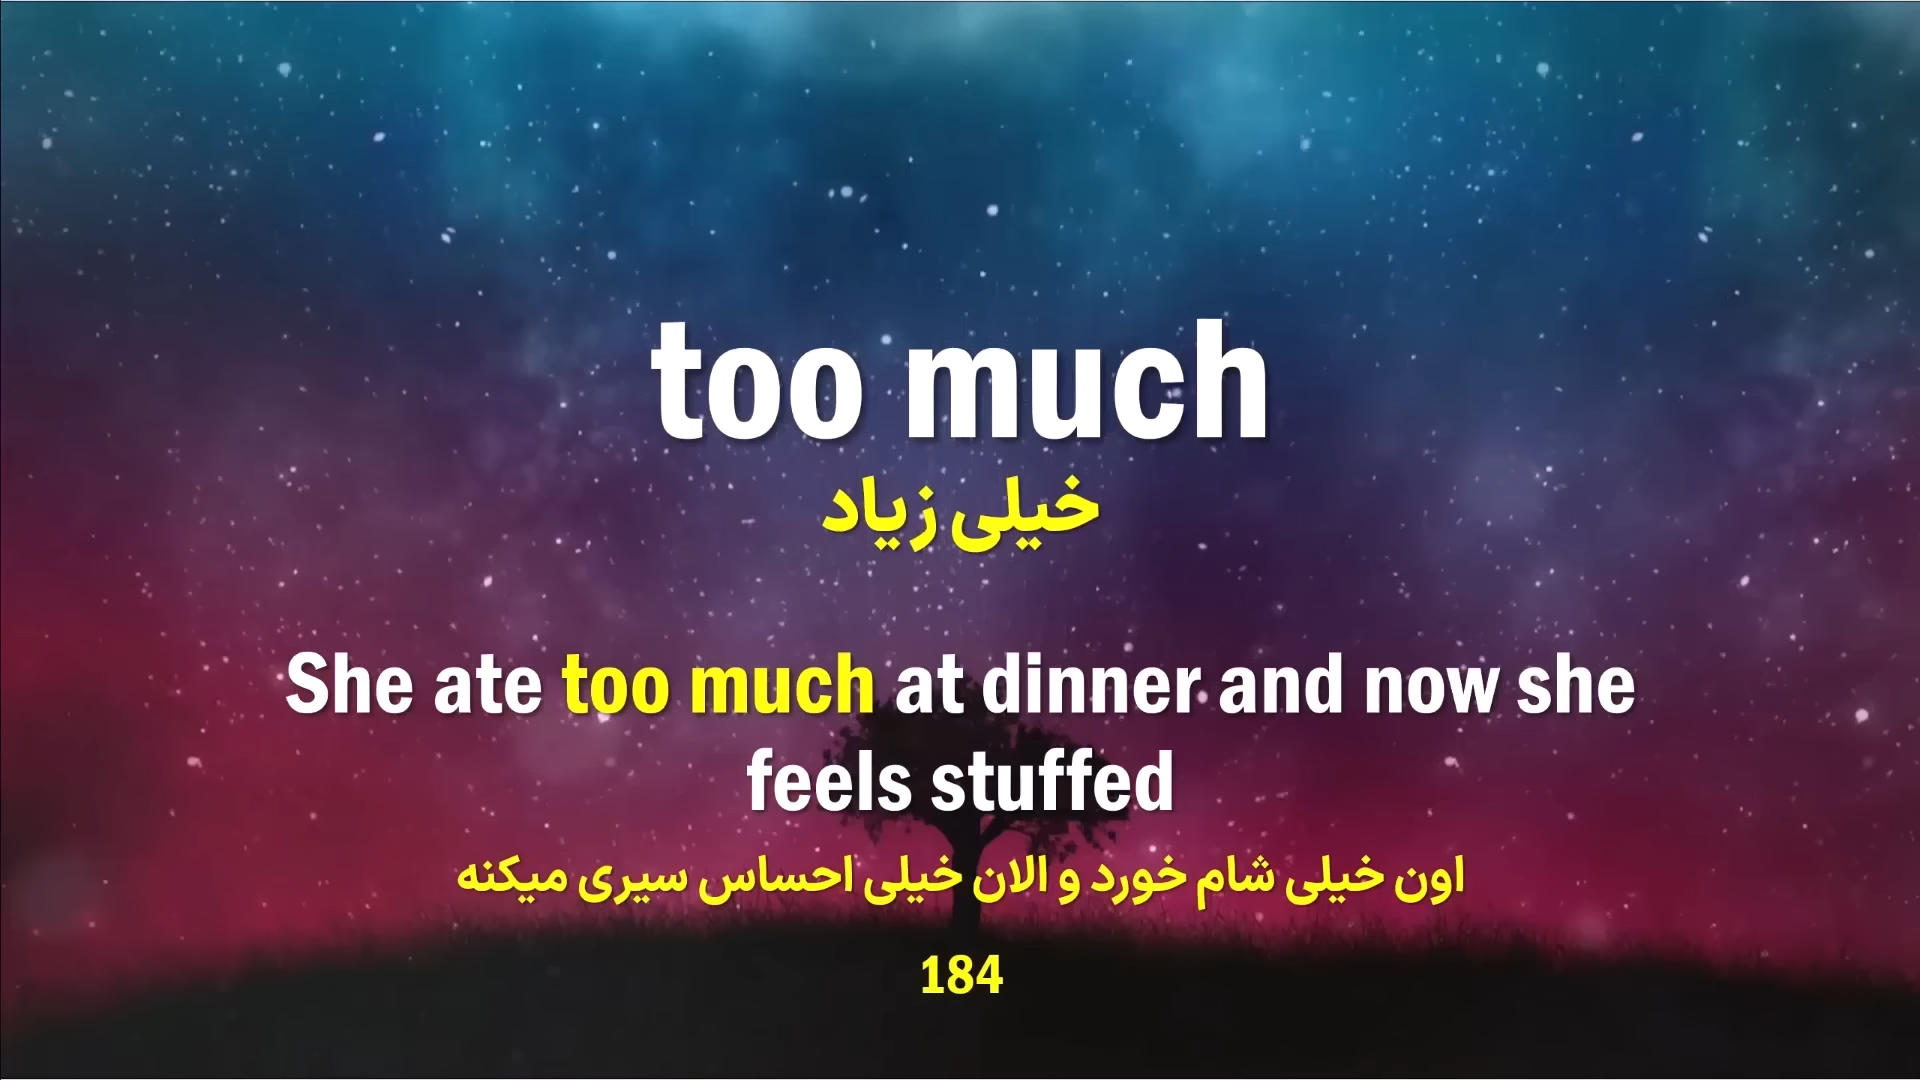 too much
خیلی زیاد
She ate too much at dinner and now she
feels stuffed
اون خیلی شام خورد و الان خیلی احساس سیری میکنه
184